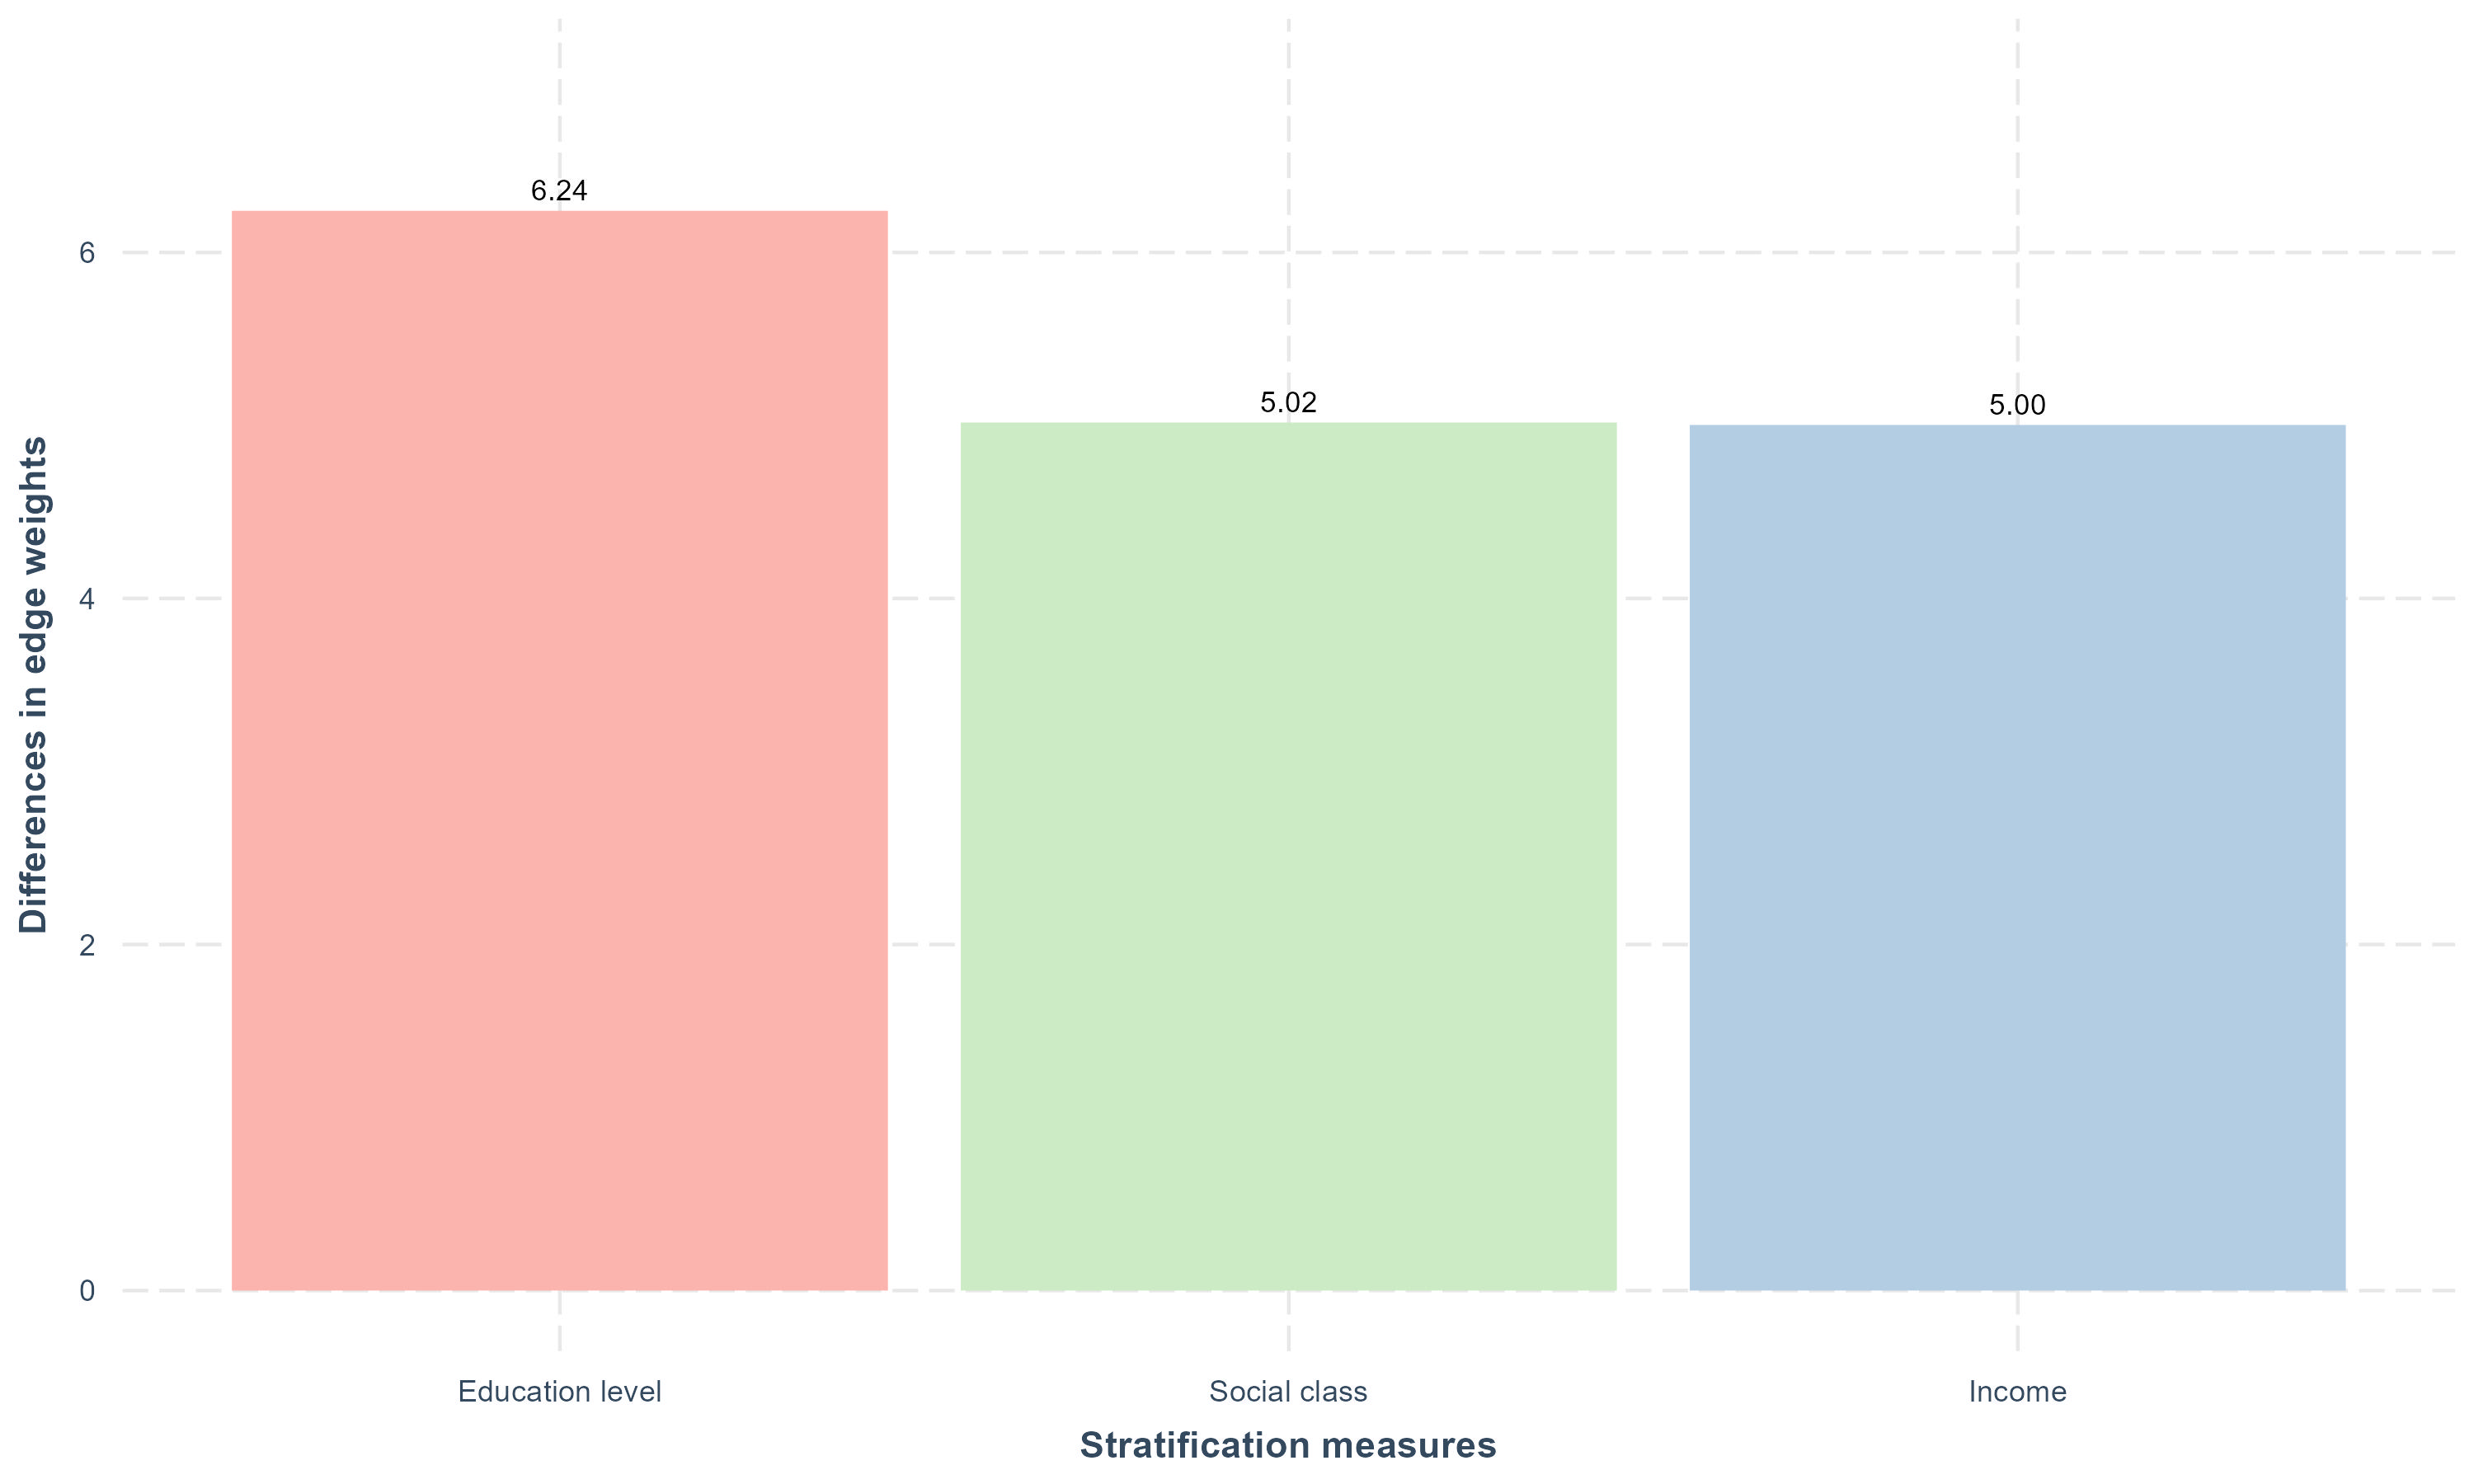 6.24
5.02
5.00
6
4
2
0
Differences in edge weights
Education level
Social class
Income
Stratification measures